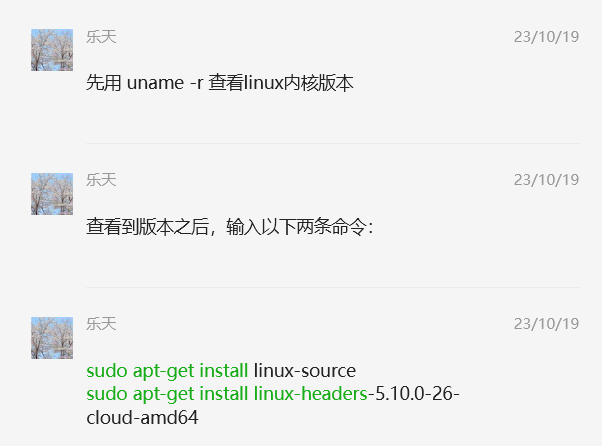 乐天 23/10/19
先用 uname -r 查看linux内核版本
乐天 23/10/19
查看到版本之后，输入以下两条命令：
乐天 23/10/19
sudo apt-get install linux-source
sudo apt-get install linux-headers-5.10.0-26-
cloud-amd64